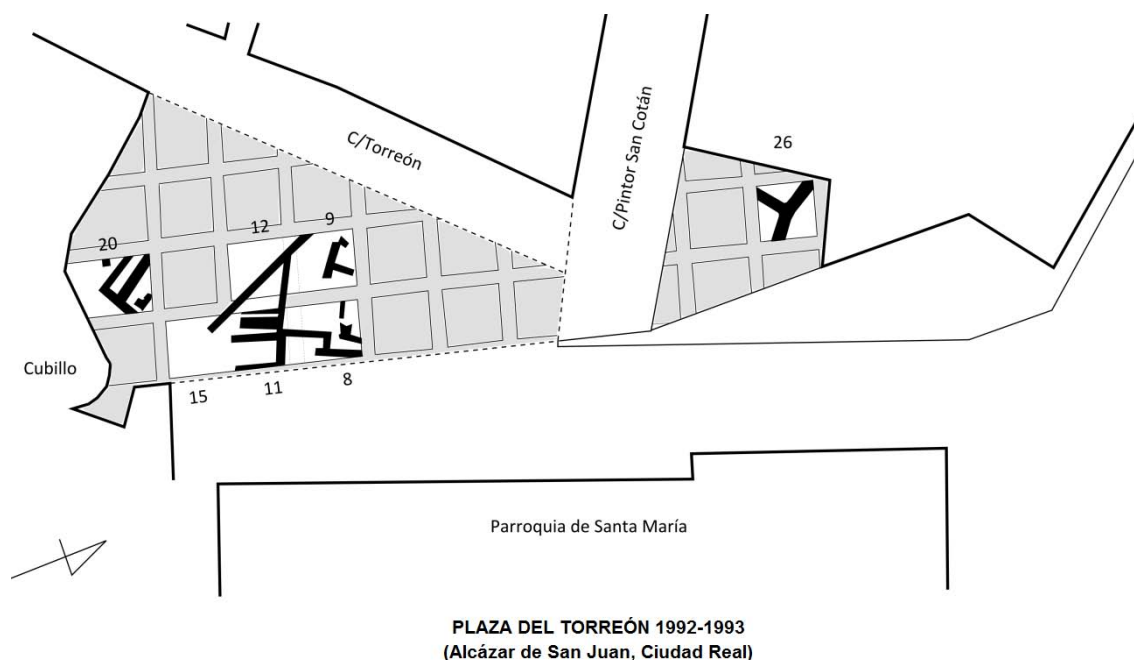 C/Torreón
C/Pintor San Cotán
26
9
12
20
Cubillo
15
11
8
Parroquia de Santa María
PLAZA DEL TORREÓN 1992-1993
(Alcázar de San Juan, Ciudad Real)